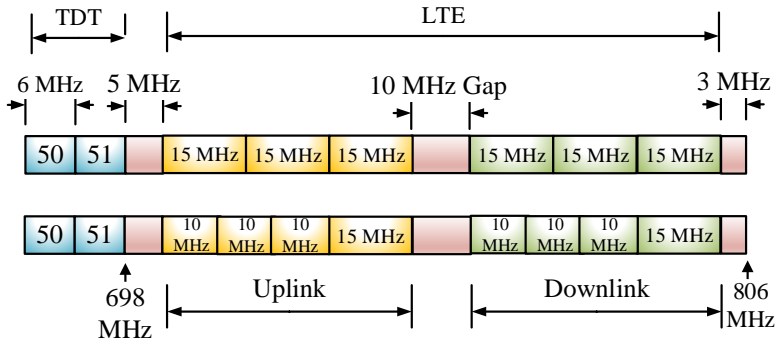 TDT LTE
6 MHz 5 MHz 10 MHz Gap 3 MHz
50 51 15 MHz 15 MHz 15 MHz 15 MHz 15 MHz 15 MHz
50 51 10 MHz 10 MHz 10 MHz 15 MHz 10 MHz 10 MHz 10 MHz 15 MHz
698 MHz Uplink Downlink 806 MHz